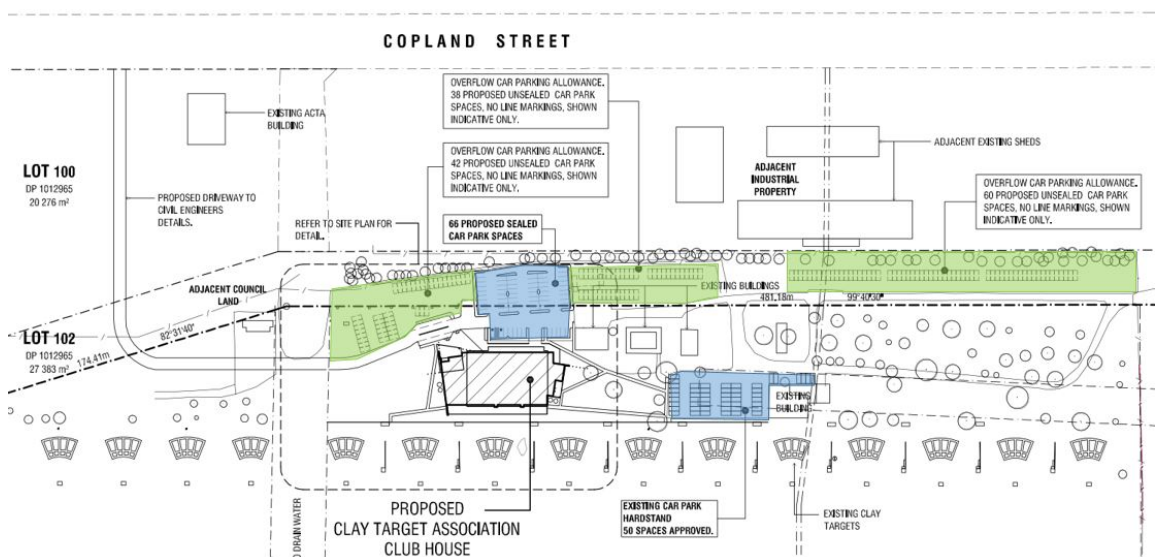 COPLAND STREET
OVERFLOW CAR PARKING ALLOWANCE.
38 PROPOSED UNSEALED CAR PARK
SPACES, NO LINE MARKINGS, SHOWN
INDICATIVE ONLY.
EXISTING ACTA
BUILDING
ADJACENT EXISTING SHEDS
OVERFLOW CAR PARKING ALLOWANCE.
42 PROPOSED UNSEALED CAR PARK
SPACES, NO LINE MARKINGS, SHOWN
INDICATIVE ONLY.
LOT 100
DP 1012965
20 276 m²
ADJACENT
INDUSTRIAL
PROPERTY
OVERFLOW CAR PARKING ALLOWANCE.
60 PROPOSED UNSEALED CAR PARK
SPACES, NO LINE MARKINGS, SHOWN
INDICATIVE ONLY.
PROPOSED DRIVEWAY TO
CIVIL ENGINEERS
DETAILS.
REFER TO SITE PLAN FOR
DETAIL.
66 PROPOSED SEALED
CAR PARK SPACES
ADJACENT COUNCIL
LAND
EXISTING BUILDINGS
481.18m
99°40'30"
LOT 102
DP 1012965
27 383 m²
174.41m
82°31'40"
EXISTING
BUILDING
PROPOSED
CLAY TARGET ASSOCIATION
CLUB HOUSE
EXISTING CAR PARK
HARDSTAND
50 SPACES APPROVED.
EXISTING CLAY
TARGETS
DRAIN WATER